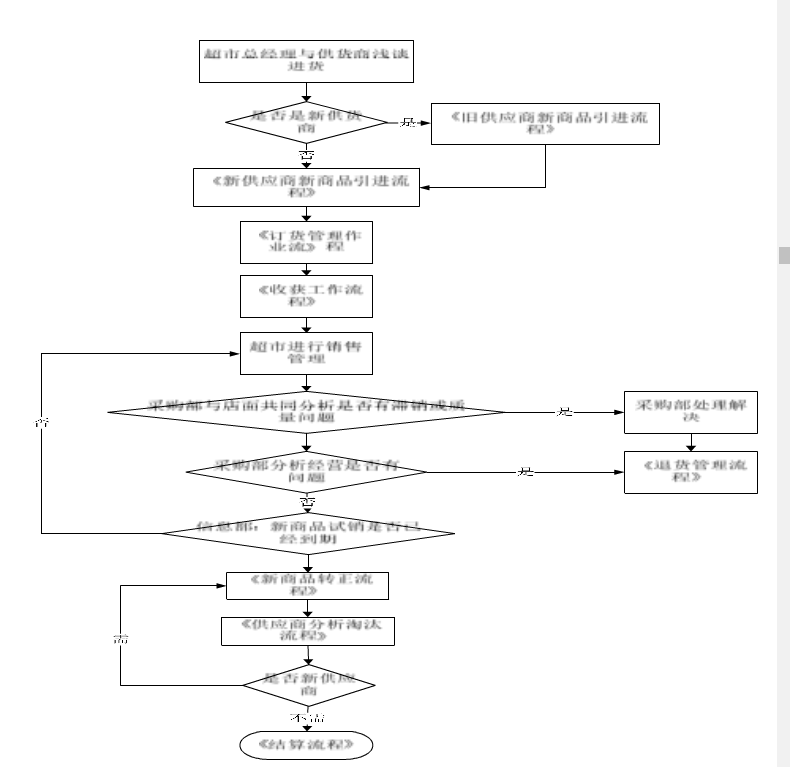 超市总经理与供货商浅谈
进货
是否是新供货
商
是
《旧供应商新商品引进流
程》
否
《新供应商新商品引进流
程》
《订货管理作
业流》程
《收获工作流
程》
超市进行销售
管理
采购部与店面共同分析是否有滞销或质
量问题
是
采购部处理解
决
否
采购部分析经营是否有
问题
是
《退货管理流
程》
否
信息部：新商品试销是否已
经到期
《新商品转正流
程》
《供应商分析淘汰
流程》
需
是否新供应
商
不需
《结算流程》